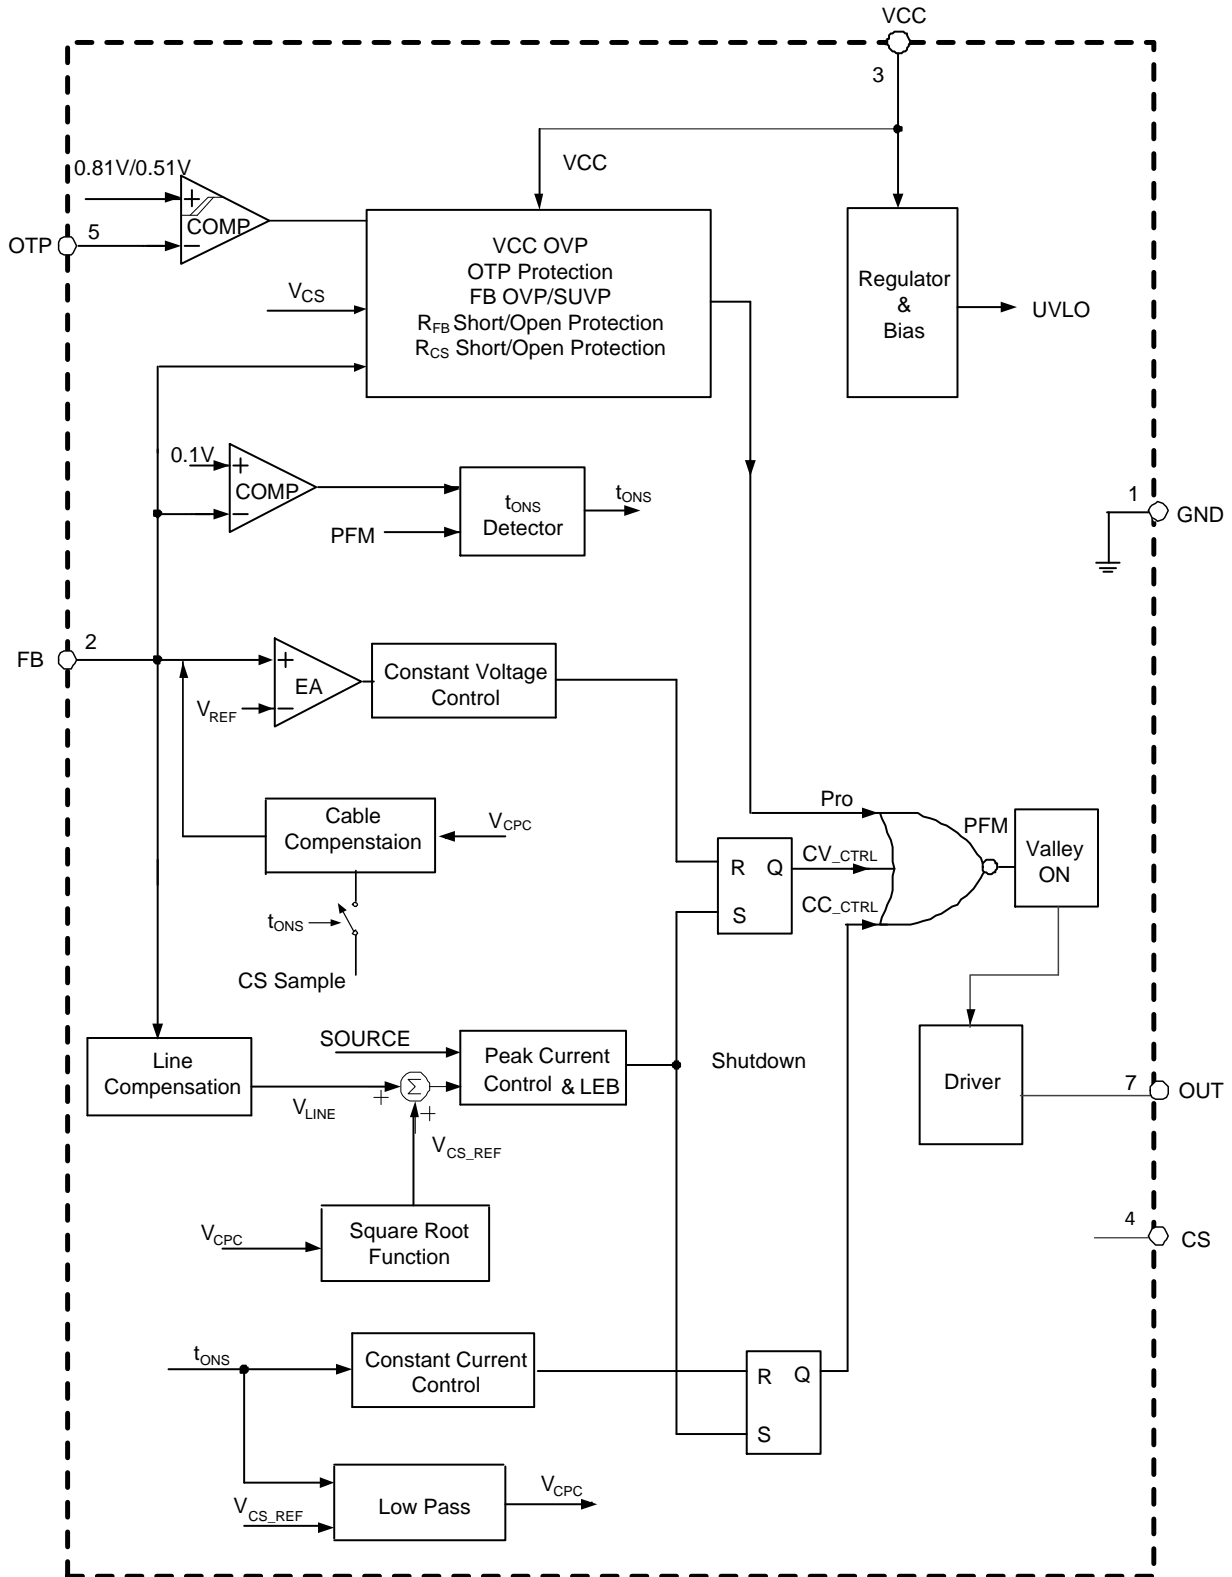 VCC
3
0.81V/0.51V
+
COMP
−
OTP
5
VCC
VCS
VCC OVP
OTP Protection
FB OVP/SUVP
RFB Short/Open Protection
RCS Short/Open Protection
Regulator
&
Bias
UVLO
0.1V
+
COMP
−
tONS
Detector
tONS
PFM
1
GND
FB
2
+
EA
−
VREF
Constant Voltage
Control
Cable
Compenstaion
VCPC
tONS
CS Sample
Pro
R
Q
S
CV_CTRL
CC_CTRL
PFM
Valley
ON
Line
Compensation
SOURCE
VLINE
+
Σ
+
VCS_REF
Peak Current
Control & LEB
Shutdown
Driver
7
OUT
VCPC
Square Root
Function
4
CS
tONS
Constant Current
Control
R
Q
S
VCS_REF
Low Pass
VCPC